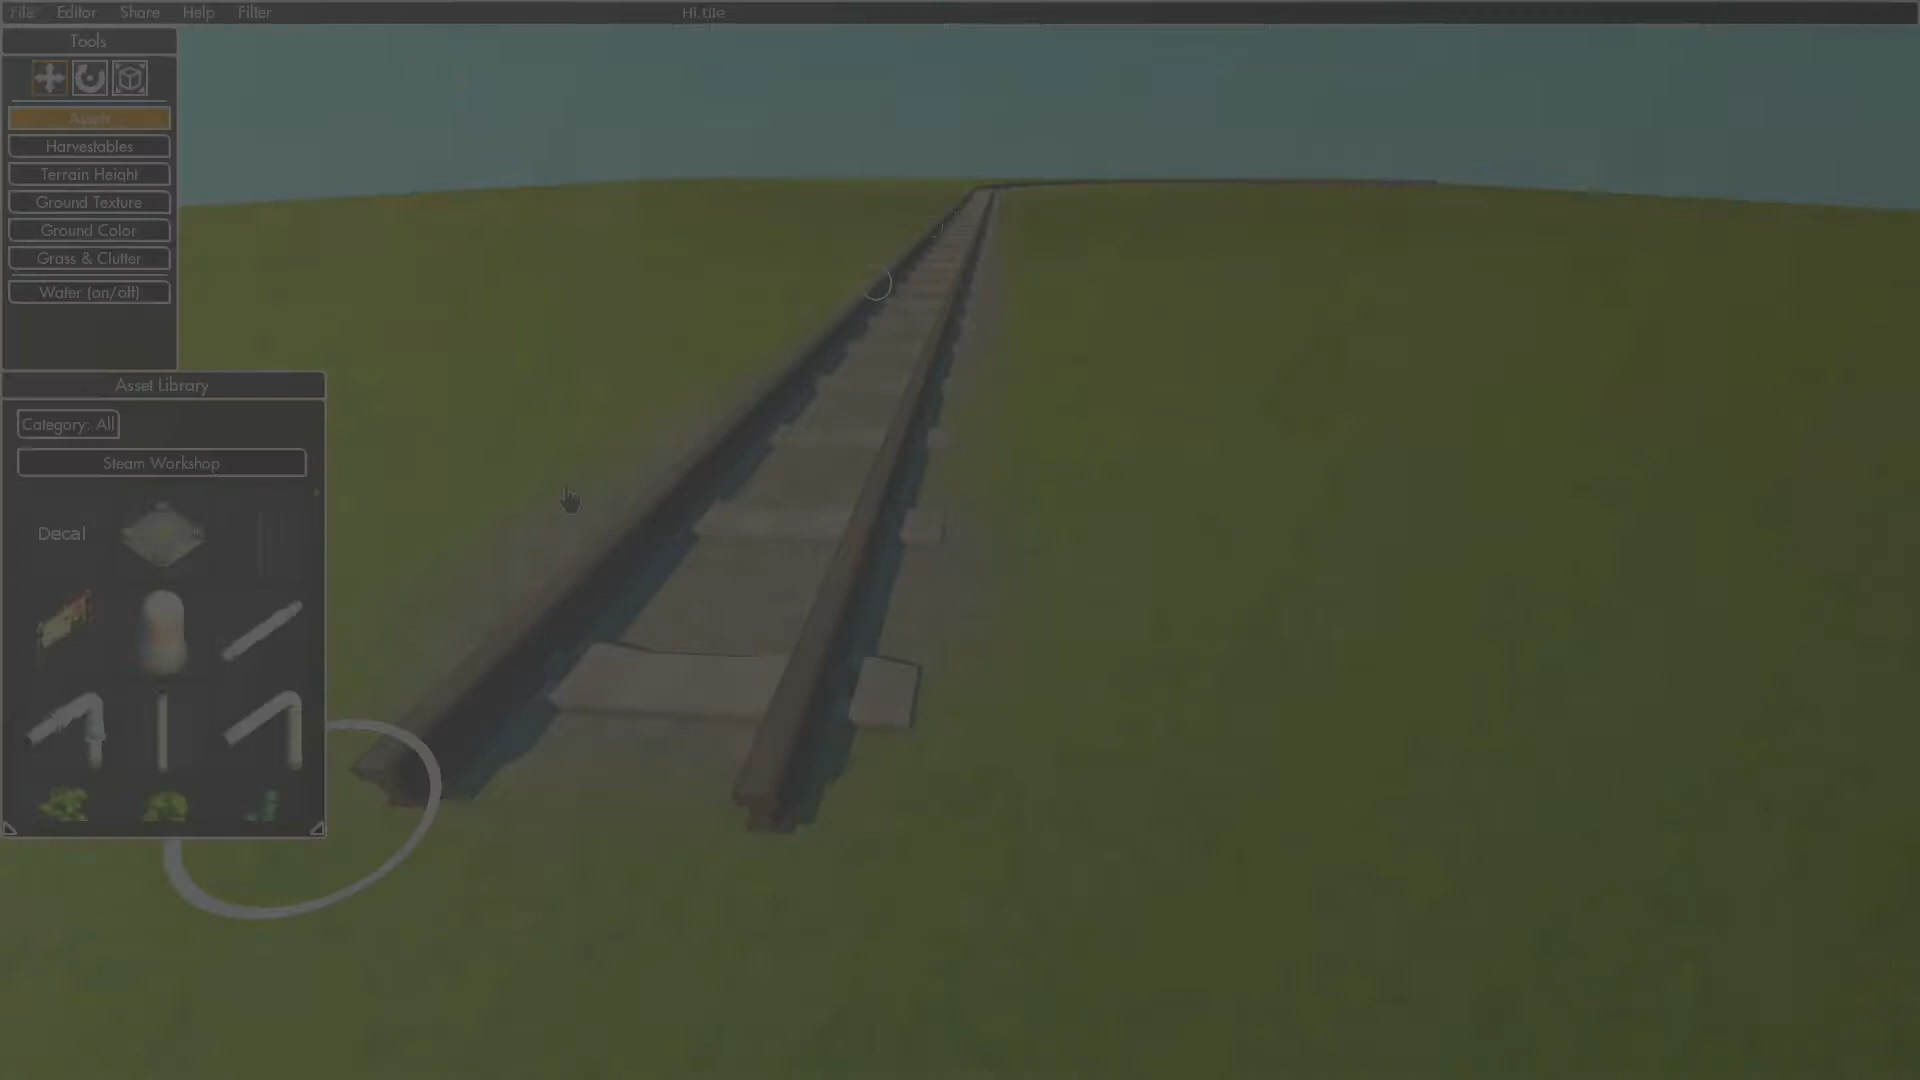 File Editor Share Help Filter Hi.tile
Tools
Assets
Harvestables
Terrain Height
Ground Texture
Ground Color
Grass & Clutter
Water (on/off)
Asset Library
Category: All
Steam Workshop
Decal